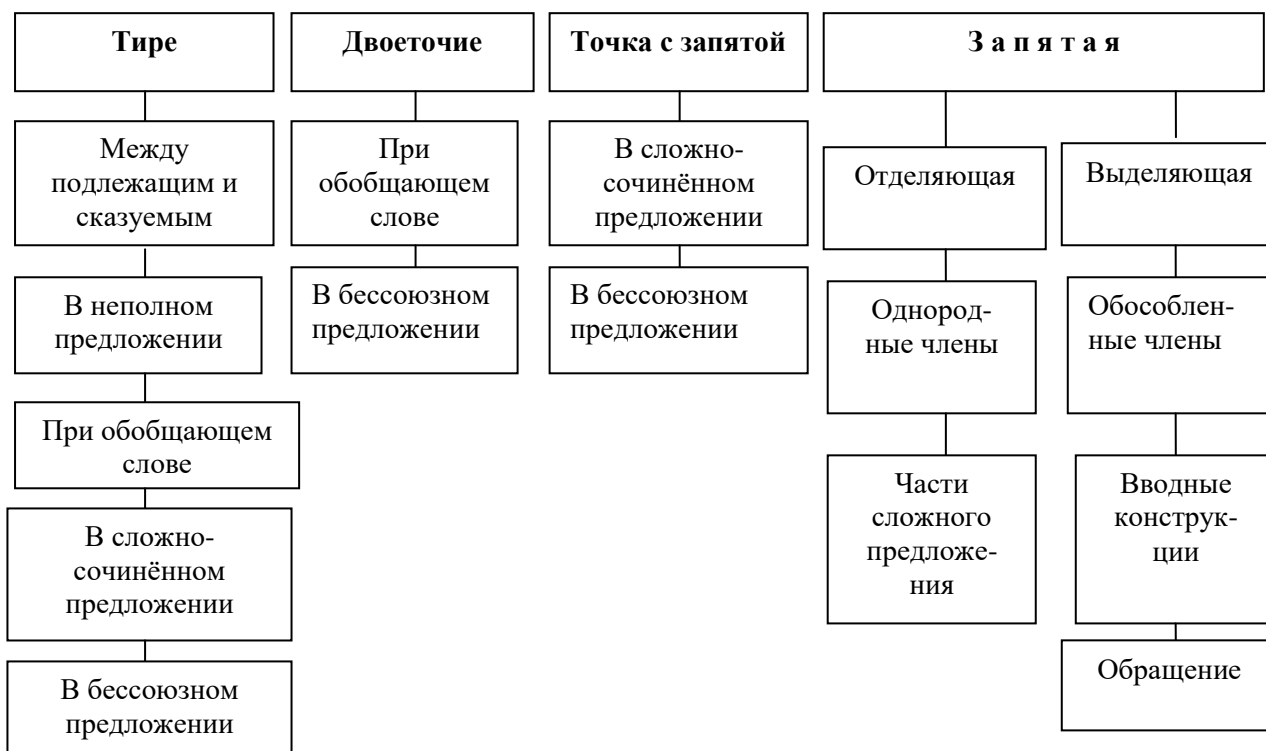 Тире
Двоеточие
Точка с запятой
З а п я т а я
Между
подлежащим и
сказуемым
В неполном
предложении
При обобщающем
слове
В сложно-
сочинённом
предложении
В бессоюзном
предложении
При
обобщающем
слове
В бессоюзном
предложении
В сложно-
сочинённом
предложении
В бессоюзном
предложении
Отделяющая
Однород-
ные члены
Части
сложного
предложе-
ния
Выделяющая
Обособлен-
ные члены
Вводные
конструк-
ции
Обращение